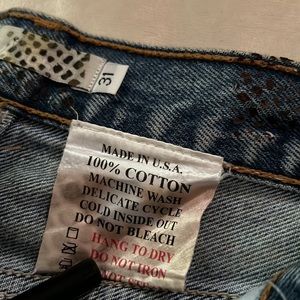 31
MADE IN U.S.A.
100% COTTON
MACHINE WASH
DELICATE CYCLE
COLD INSIDE OUT
DO NOT BLEACH
HANG TO DRY
DO NOT IRON
NOT